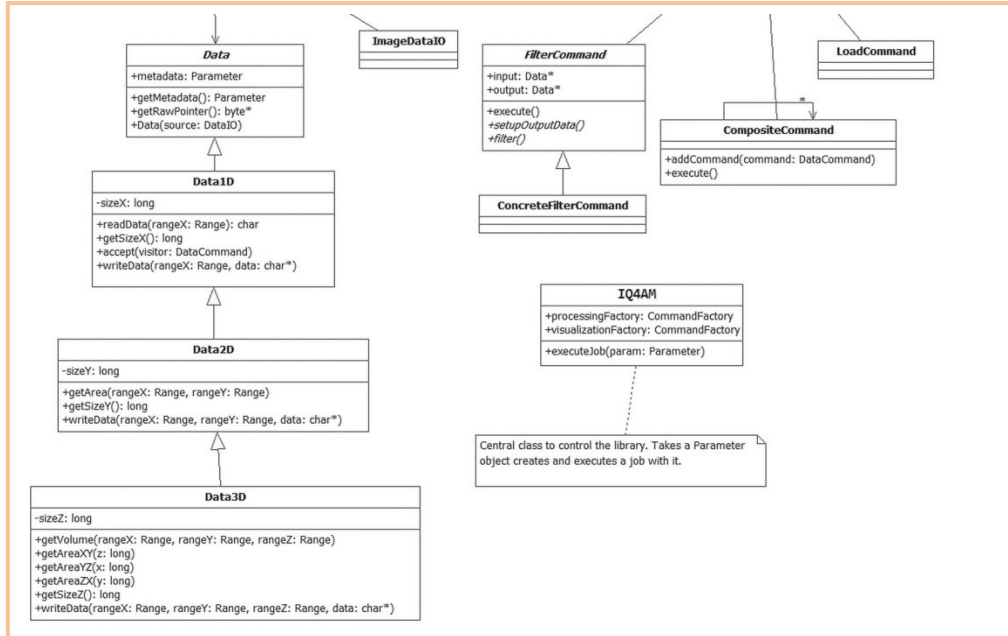 Data
+metadata: Parameter
+getMetadata(): Parameter
+getRawPointer(): byte*
+Data(source: DataIO)
ImageDataIO
FilterCommand
+input: Data*
+output: Data*
+execute()
+setupOutputData()
+filter()
LoadCommand
*
CompositeCommand
+addCommand(command: DataCommand)
+execute()
Data1D
-sizeX: long
+readData(rangeX: Range): char
+getSizeX(): long
+accept(visitor: DataCommand)
+writeData(rangeX: Range, data: char*)
ConcreteFilterCommand
IQ4AM
+processingFactory: CommandFactory
+visualizationFactory: CommandFactory
+executeJob(param: Parameter)
Data2D
-sizeY: long
+getArea(rangeX: Range, rangeY: Range)
+getSizeY(): long
+writeData(rangeX: Range, rangeY: Range, data: char*)
Central class to control the library. Takes a Parameter
object creates and executes a job with it.
Data3D
-sizeZ: long
+getVolume(rangeX: Range, rangeY: Range, rangeZ: Range)
+getAreaXY(z: long)
+getAreaYZ(x: long)
+getAreaZX(y: long)
+getSizeZ(): long
+writeData(rangeX: Range, rangeY: Range, rangeZ: Range, data: char*)